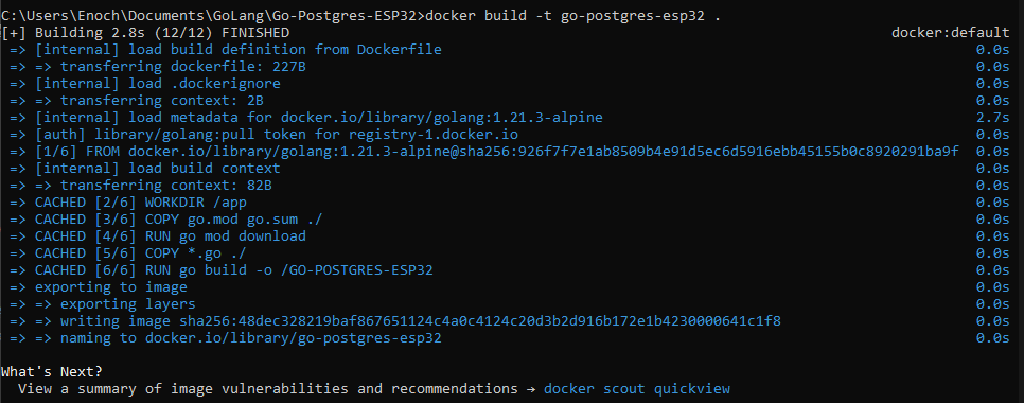 C:\Users\Enoch\Documents\GoLang\Go-Postgres-ESP32>docker build -t go-postgres-esp32 .
[+] Building 2.8s (12/12) FINISHED docker:default
=> [internal] load build definition from Dockerfile 0.0s
=> => transferring dockerfile: 227B 0.0s
=> [internal] load .dockerignore 0.0s
=> => transferring context: 2B 0.0s
=> [internal] load metadata for docker.io/library/golang:1.21.3-alpine 2.7s
=> [auth] library/golang:pull token for registry-1.docker.io 0.0s
=> [1/6] FROM docker.io/library/golang:1.21.3-alpine@sha256:926f7f7e1ab8509b4e91d5ec6d5916ebb45155b0c8920291ba9f 0.0s
=> [internal] load build context 0.0s
=> => transferring context: 82B 0.0s
=> CACHED [2/6] WORKDIR /app 0.0s
=> CACHED [3/6] COPY go.mod go.sum ./ 0.0s
=> CACHED [4/6] RUN go mod download 0.0s
=> CACHED [5/6] COPY *.go ./ 0.0s
=> CACHED [6/6] RUN go build -o /GO-POSTGRES-ESP32 0.0s
=> exporting to image 0.0s
=> => exporting layers 0.0s
=> => writing image sha256:48dec328219baf867651124c4a0c4124c20d3b2d916b172e1b4230000641c1f8 0.0s
=> => naming to docker.io/library/go-postgres-esp32 0.0s
What's Next?
View a summary of image vulnerabilities and recommendations → docker scout quickview